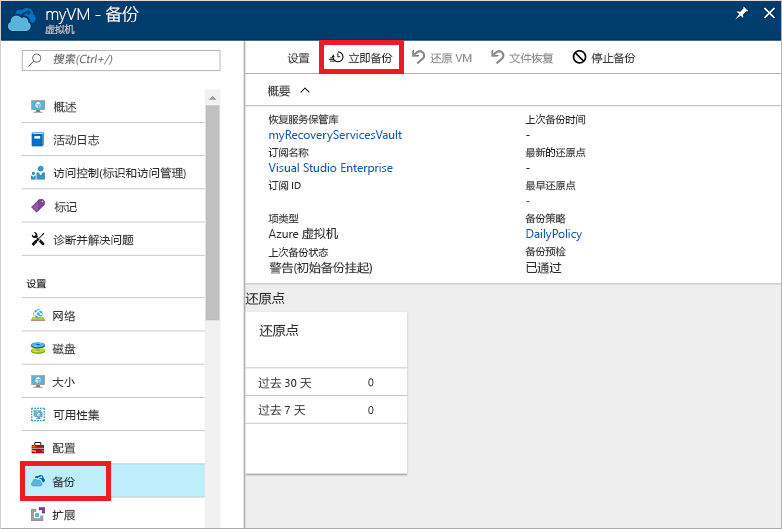 myVM - 备份
虚拟机
搜索(Ctrl+/)
概述
活动日志
访问控制(标识和访问管理)
标记
诊断并解决问题
设置
网络
磁盘
大小
可用性集
配置
备份
扩展
设置 立即备份 还原 VM 文件恢复 停止备份
概要
恢复服务保管库
myRecoveryServicesVault
订阅名称
Visual Studio Enterprise
订阅 ID
项类型
Azure 虚拟机
上次备份状态
警告(初始备份挂起)
上次备份时间
-
最新的还原点
-
最早还原点
-
备份策略
DailyPolicy
备份预检
已通过
还原点
还原点
过去 30 天 0
过去 7 天 0